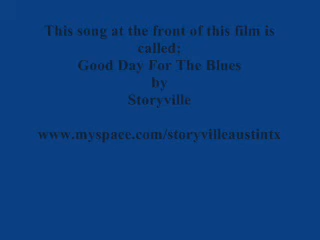 This song at the front of this film is
called:
Good Day For The Blues
by
Storyville
www.myspace.com/storyvilleaustintx